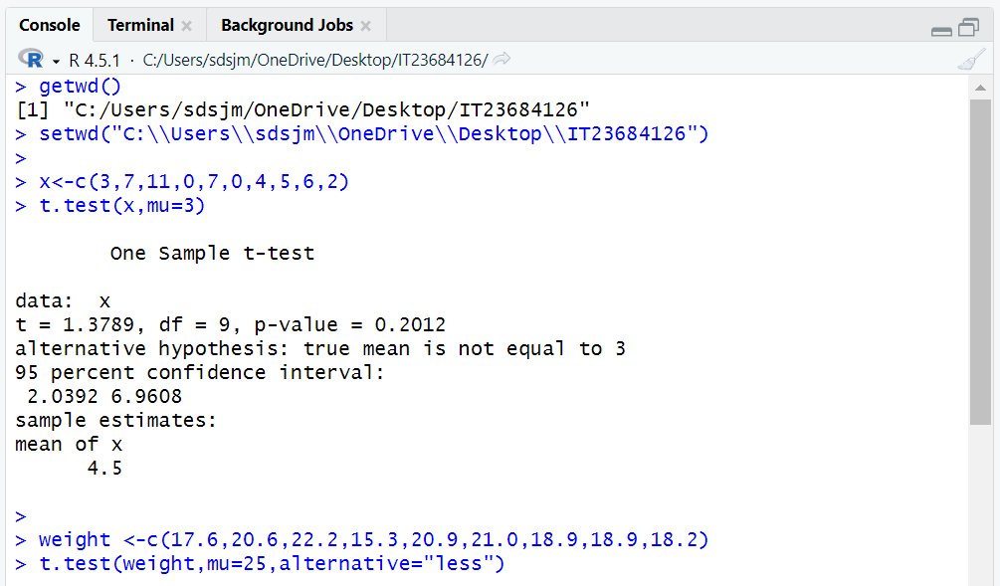 Console Terminal Background Jobs
R R 4.5.1 · C:/Users/sdsjm/OneDrive/Desktop/IT23684126/
> getwd()
[1] "C:/Users/sdsjm/OneDrive/Desktop/IT23684126"
> setwd("C:\\Users\\sdsjm\\OneDrive\\Desktop\\IT23684126")
>
> x<-c(3,7,11,0,7,0,4,5,6,2)
> t.test(x,mu=3)
One Sample t-test
data:  x
t = 1.3789, df = 9, p-value = 0.2012
alternative hypothesis: true mean is not equal to 3
95 percent confidence interval:
 2.0392 6.9608
sample estimates:
mean of x
      4.5
>
> weight <-c(17.6,20.6,22.2,15.3,20.9,21.0,18.9,18.9,18.2)
> t.test(weight,mu=25,alternative="less")